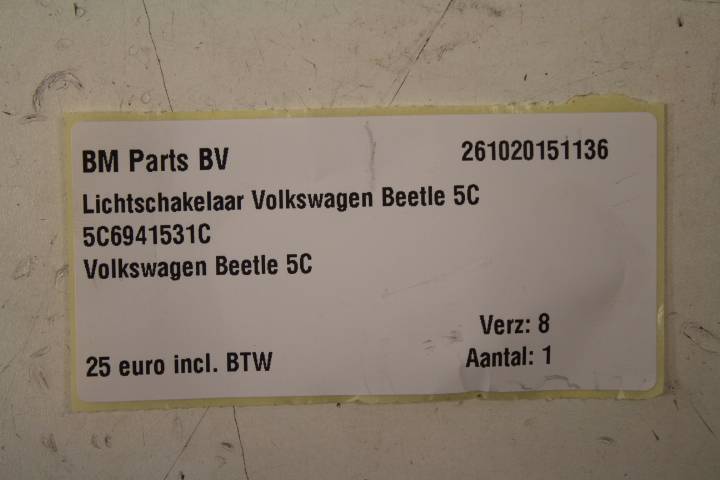 BM Parts BV 261020151136
Lichtschakelaar Volkswagen Beetle 5C
5C6941531C
Volkswagen Beetle 5C
Verz: 8
25 euro incl. BTW Aantal: 1